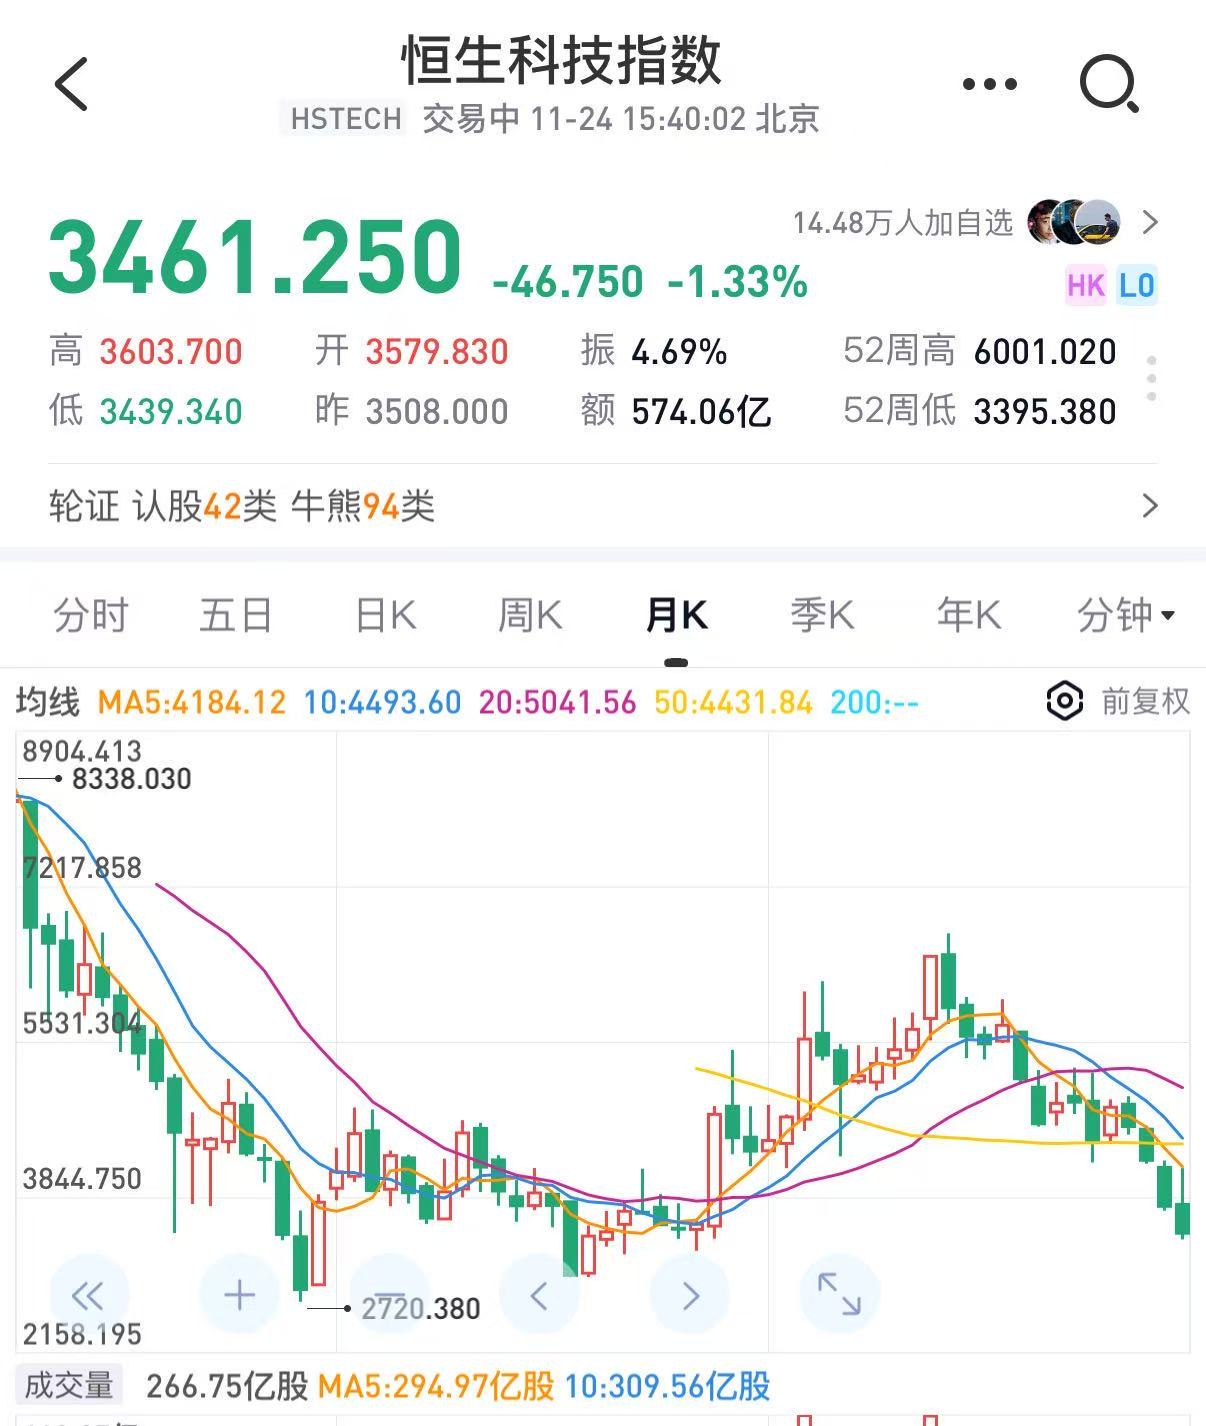 恒生科技指数
HSTECH 交易中 11-24 15:40:02 北京
14.48万人加自选
3461.250 -46.750 -1.33%
HK LO
高 3603.700 开 3579.830 振 4.69% 52周高 6001.020
低 3439.340 昨 3508.000 额 574.06亿 52周低 3395.380
轮证 认股42类 牛熊94类
分时 五日 日K 周K 月K 季K 年K 分钟
均线 MA5:4184.12 10:4493.60 20:5041.56 50:4431.84 200:-- 前复权
8904.413
8338.030
7217.858
5531.304
3844.750
2720.380
2158.195
成交量 266.75亿股 MA5:294.97亿股 10:309.56亿股